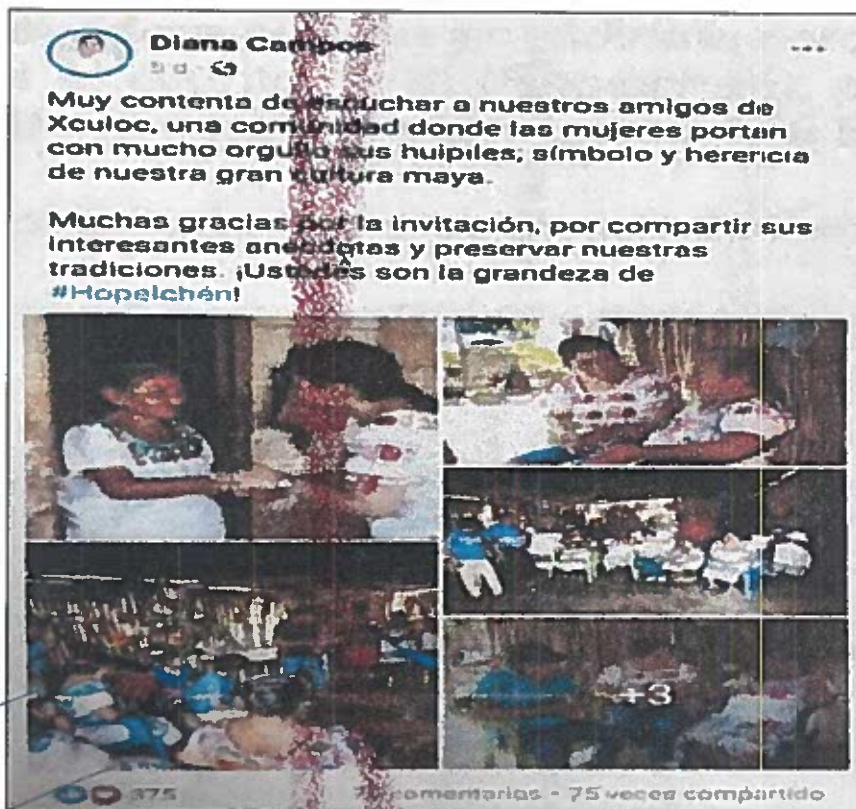 Diana Campos
5 d
Muy contenta de escuchar a nuestros amigos de
Xculoc, una comunidad donde las mujeres portan
con mucho orgullo sus huipiles, símbolo y herencia
de nuestra gran cultura maya.
Muchas gracias por la invitación, por compartir sus
interesantes anécdotas y preservar nuestras
tradiciones. ¡Ustedes son la grandeza de
#Hopelchén!
+3
375
comentarios - 75 veces compartido